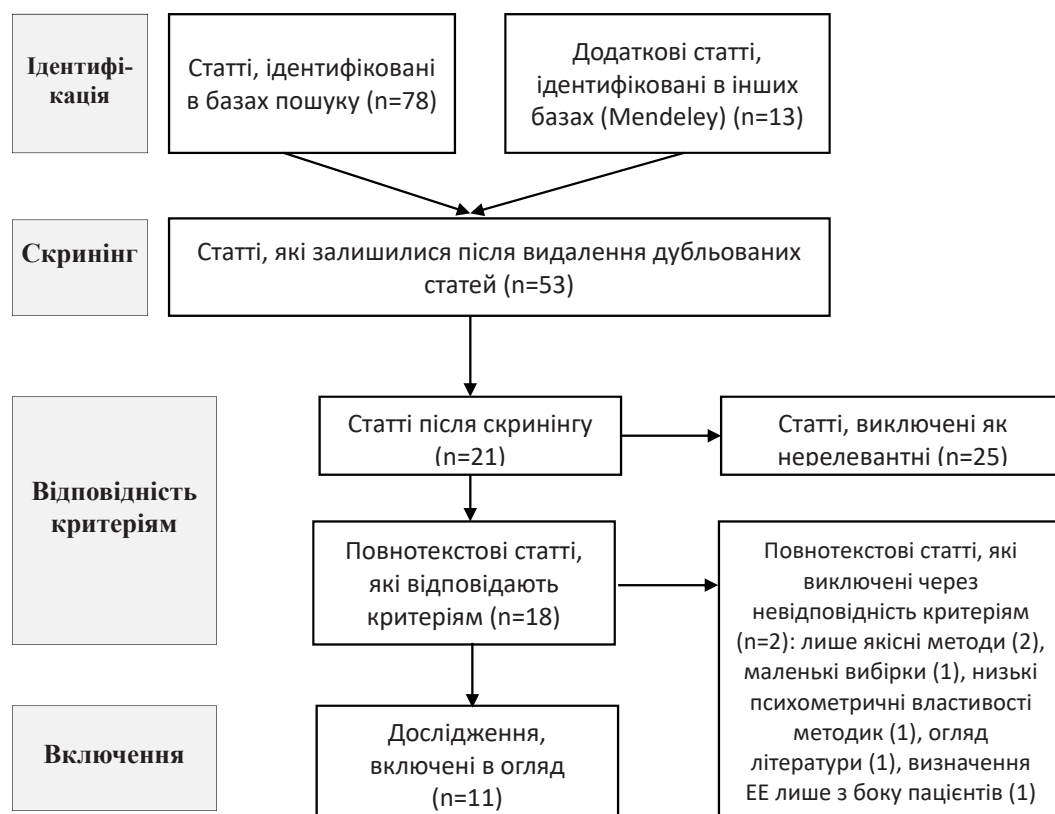 Ідентифі-
кація
Статті, ідентифіковані
в базах пошуку (n=78)
Додаткові статті,
ідентифіковані в інших
базах (Mendeley) (n=13)
Скринінг
Статті, які залишилися після видалення дубльованих
статей (n=53)
Відповідність
критеріям
Статті після скринінгу
(n=21)
Статті, виключені як
нерелевантні (n=25)
Повнотекстові статті,
які відповідають
критеріям (n=18)
Повнотекстові статті, які
виключені через
невідповідність критеріям
(n=2): лише якісні методи (2),
маленькі вибірки (1), низькі
психометричні властивості
методик (1), огляд
літератури (1), визначення
ЕЕ лише з боку пацієнтів (1)
Включення
Дослідження,
включені в огляд
(n=11)